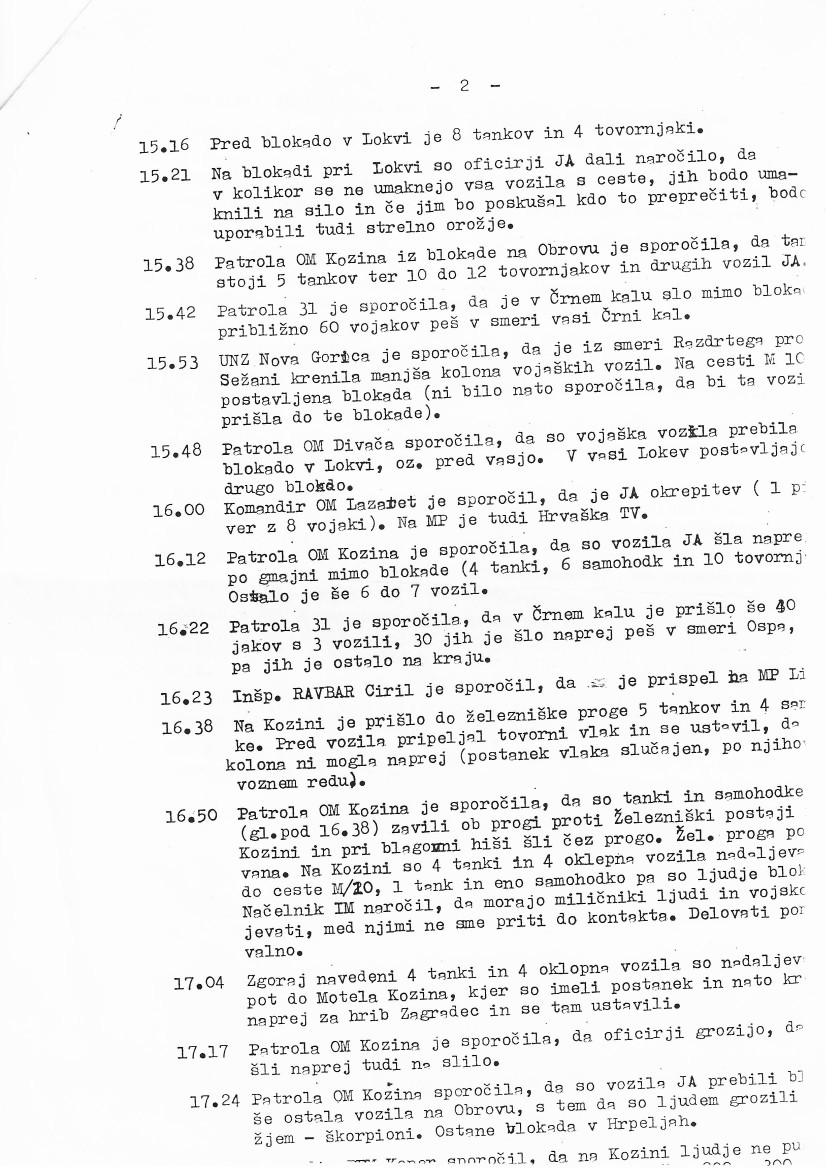 - 2 -
15.16 Pred blokado v Lokvi je 8 tankov in 4 tovornjaki.
15.21 Na blokadi pri Lokvi so oficirji JA dali naročilo, da
v kolikor se ne umaknejo vsa vozila s ceste, jih bodo uma-
knili na silo in če jim bo poskušal kdo to preprečiti, bodo
uporabili tudi strelno orožje.
15.38 Patrola OM Kozina iz blokade na Obrovu je sporočila, da
stoji 5 tankov ter 10 do 12 tovornjakov in drugih vozil JA.
15.42 Patrola 31 je sporočila, da je v Črnem kalu slo mimo
približno 60 vojakov peš v smeri vasi Črni kal.
15.53 UNZ Nova Gorica je sporočila, da je iz smeri Razdrtega pro
Sežani krenila manjša kolona vojaških vozil. Na cesti M 10
postavljena blokada (ni bilo nato sporočila, da bi ta vozi
prišla do te blokade).
15.48 Patrola OM Divača sporočila, da so vojaška vozila prebila
blokado v Lokvi, oz. pred vasjo. V vasi Lokev postavljajo
drugo blokdo.
16.00 Komandir OM Lazaret je sporočil, da je JA okrepitev ( 1
ver z 8 vojaki). Na MP je tudi Hrvaška TV.
16.12 Patrola OM Kozina je sporočila, da so vozila JA šla napre
po gmajni mimo blokade (4 tanki, 6 samohodk in 10 tovornj
Ostalo je še 6 do 7 vozil.
16.22 Patrola 31 je sporočila, da v Črnem kalu je prišlo še 40
jakov s 3 vozili, 30 jih je šlo naprej peš v smeri Ospa,
pa jih je ostalo na kraju.
16.23 Inšp. RAVBAR Ciril je sporočil, da je prispel na MP Li
16.38 Na Kozini je prišlo do železniške proge 5 tankov in 4
ke. Pred vozila pripeljal tovorni vlak in se ustavil, da
kolona ni mogla naprej (postanek vlaka slučajen, po njiho
voznem redu).
16.50 Patrola OM Kozina je sporočila, da so tanki in samohodke
(gl.pod 16.38) zavili ob progi proti Železniški postaji
Kozini in pri blagovni hiši šli čez progo. Žel. proga po
vana. Na Kozini so 4 tanki in 4 oklepna vozila nadaljeva
do ceste M/10, 1 tank in eno samohodko pa so ljudje blok
Načelnik IM naročil, da morajo miličniki ljudi in vojsko
jevati, med njimi ne sme priti do kontakta. Delovati pom
valno.
17.04 Zgoraj navedeni 4 tanki in 4 oklopna vozila so nadaljev
pot do Motela Kozina, kjer so imeli postanek in nato kr
naprej za hrib Zagradec in se tam ustavili.
17.17 Patrola OM Kozina je sporočila, da oficirji grozijo, da
šli naprej tudi na slilo.
17.24 Patrola OM Kozina sporočila, da so vozila JA prebili bl
še ostala vozila na Obrovu, s tem da so ljudem grozili
žjem - škorpioni. Ostane blokada v Hrpeljah.
sporočil, da na Kozini ljudje ne pu